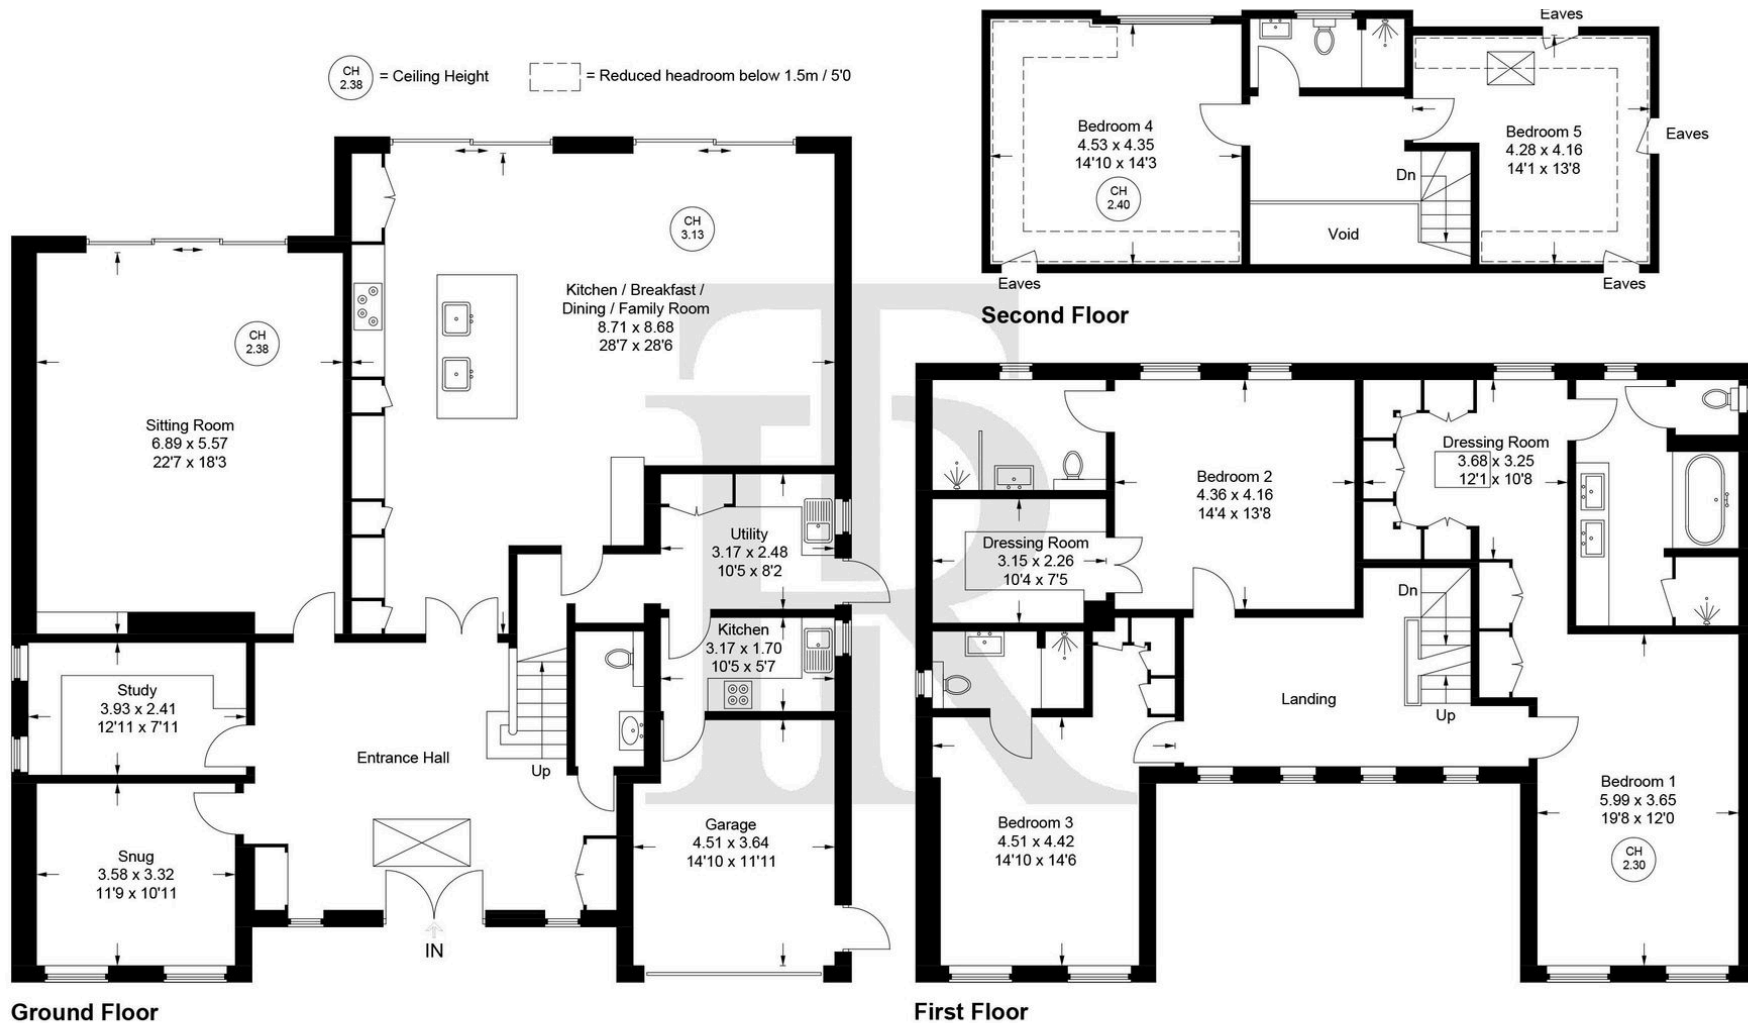 CH
2.38
= Ceiling Height
= Reduced headroom below 1.5m / 5'0
Eaves
Bedroom 4
4.53 x 4.35
14'10 x 14'3
CH
2.40
Bedroom 5
4.28 x 4.16
14'1 x 13'8
Eaves
Dn
Void
Eaves
Eaves
Second Floor
CH
3.13
Kitchen / Breakfast /
Dining / Family Room
8.71 x 8.68
28'7 x 28'6
CH
2.38
Sitting Room
6.89 x 5.57
22'7 x 18'3
Utility
3.17 x 2.48
10'5 x 8'2
Kitchen
3.17 x 1.70
10'5 x 5'7
Study
3.93 x 2.41
12'11 x 7'11
Entrance Hall
Up
Snug
3.58 x 3.32
11'9 x 10'11
Garage
4.51 x 3.64
14'10 x 11'11
IN
Ground Floor
Bedroom 2
4.36 x 4.16
14'4 x 13'8
Dressing Room
3.68 x 3.25
12'1 x 10'8
Dressing Room
3.15 x 2.26
10'4 x 7'5
Dn
Landing
Up
Bedroom 3
4.51 x 4.42
14'10 x 14'6
Bedroom 1
5.99 x 3.65
19'8 x 12'0
CH
2.30
First Floor
TR